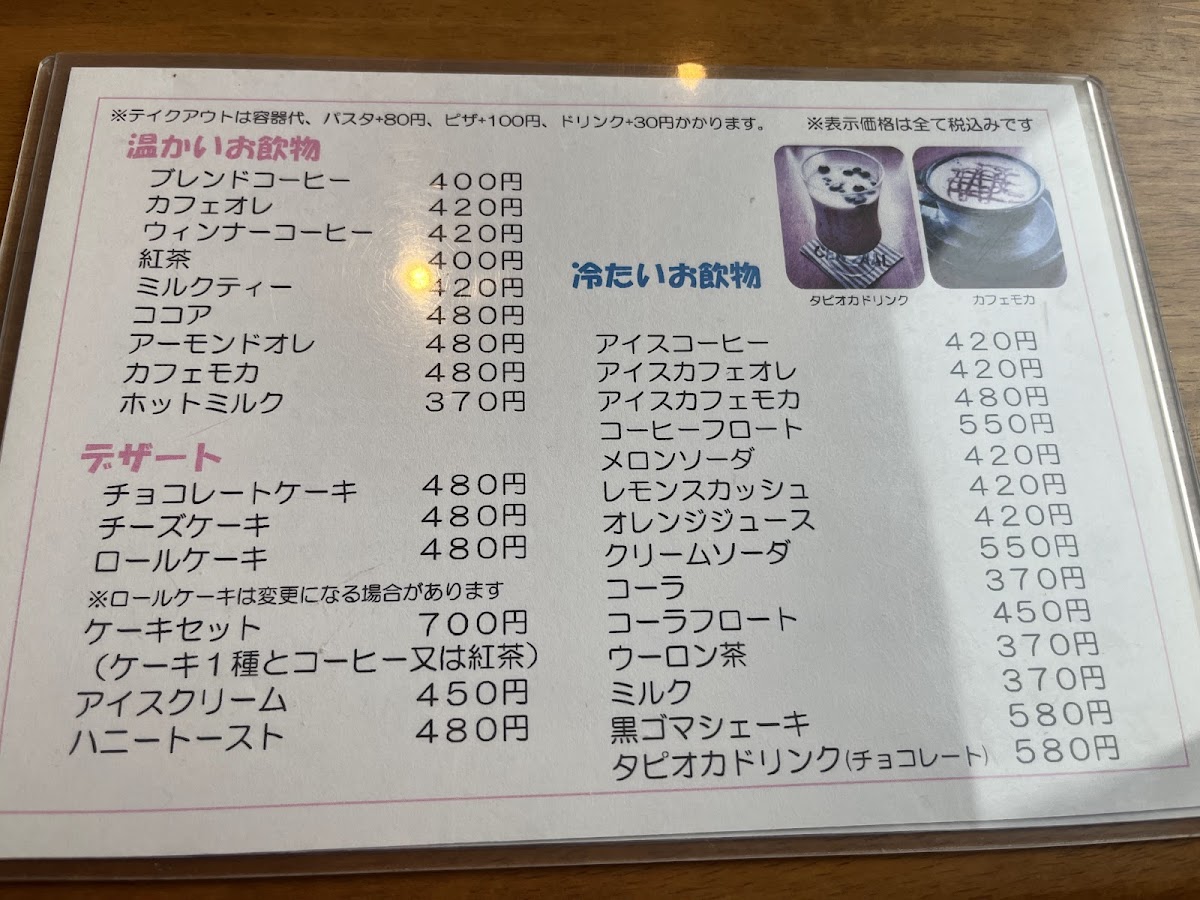 ※テイクアウトは容器代、パスタ+80円、ピザ+100円、ドリンク+30円かかります。 ※表示価格は全て税込みです
温かいお飲物
ブレンドコーヒー 400円
カフェオレ 420円
ウィンナーコーヒー 420円
紅茶 400円
ミルクティー 420円
ココア 480円
アーモンドオレ 480円
カフェモカ 480円
ホットミルク 370円
デザート
チョコレートケーキ 480円
チーズケーキ 480円
ロールケーキ 480円
※ロールケーキは変更になる場合があります
ケーキセット 700円
（ケーキ1種とコーヒー又は紅茶）
アイスクリーム 450円
ハニートースト 480円
タピオカドリンク
カフェモカ
冷たいお飲物
アイスコーヒー 420円
アイスカフェオレ 420円
アイスカフェモカ 480円
コーヒーフロート 550円
メロンソーダ 420円
レモンスカッシュ 420円
オレンジジュース 420円
クリームソーダ 550円
コーラ 370円
コーラフロート 450円
ウーロン茶 370円
ミルク 370円
黒ゴマシェーキ 580円
タピオカドリンク(チョコレート) 580円